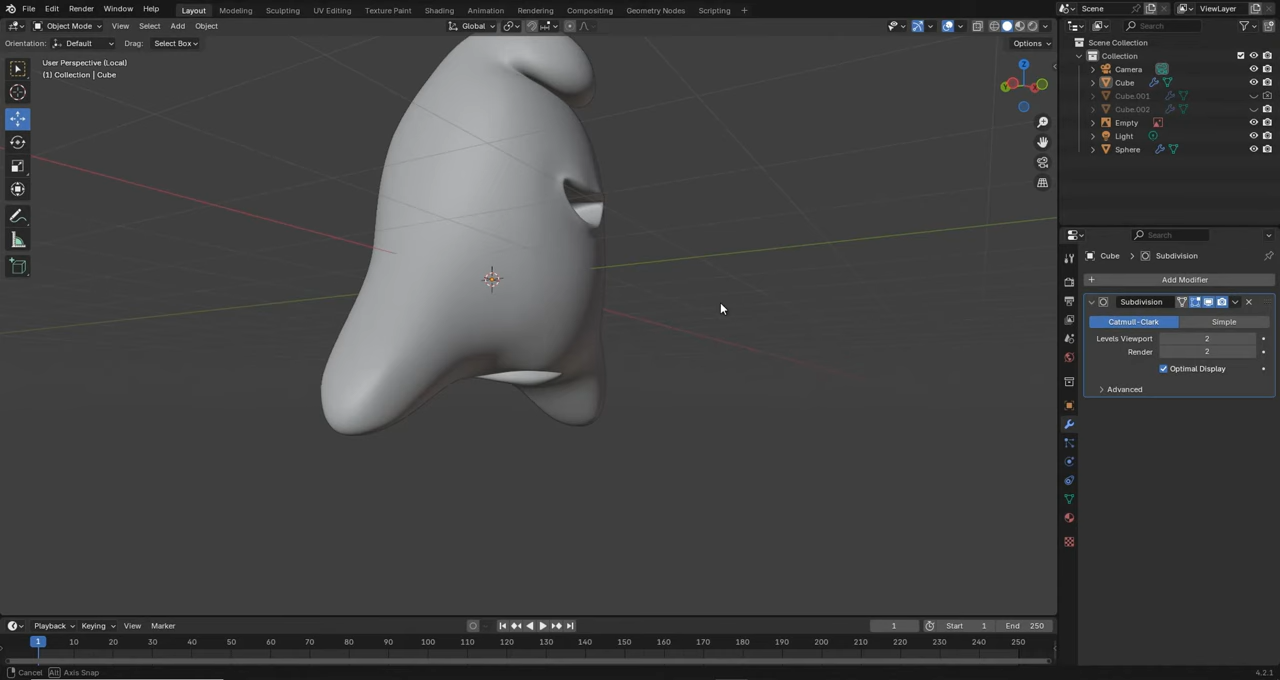 File Edit Render Window Help Layout Modeling Sculpting UV Editing Texture Paint Shading Animation Rendering Compositing Geometry Nodes Scripting + Scene ViewLayer
Object Mode View Select Add Object Global Search
Orientation: Default Drag: Select Box Options
User Perspective (Local)
(1) Collection | Cube
Z
Y
X
Scene Collection
Collection
Camera
Cube
Cube.001
Cube.002
Empty
Light
Sphere
Search
Cube > Subdivision
+ Add Modifier
Subdivision
Catmull-Clark Simple
Levels Viewport 2
Render 2
Optimal Display
Advanced
Playback Keying View Marker 1 Start 1 End 250
1 10 20 30 40 50 60 70 80 90 100 110 120 130 140 150 160 170 180 190 200 210 220 230 240 250
Cancel Alt Axis Snap 4.2.1